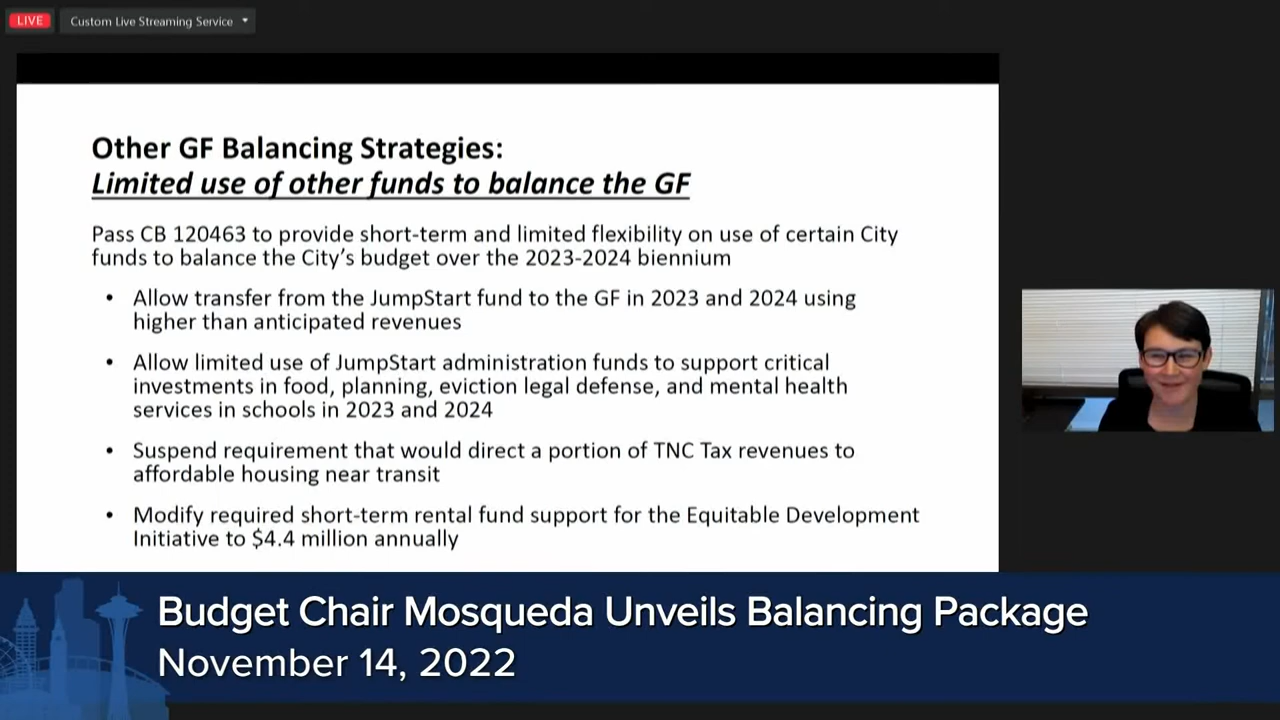 LIVE
Custom Live Streaming Service
Other GF Balancing Strategies:
Limited use of other funds to balance the GF
Pass CB 120463 to provide short-term and limited flexibility on use of certain City
funds to balance the City's budget over the 2023-2024 biennium
• Allow transfer from the JumpStart fund to the GF in 2023 and 2024 using
higher than anticipated revenues
• Allow limited use of JumpStart administration funds to support critical
investments in food, planning, eviction legal defense, and mental health
services in schools in 2023 and 2024
• Suspend requirement that would direct a portion of TNC Tax revenues to
affordable housing near transit
• Modify required short-term rental fund support for the Equitable Development
Initiative to $4.4 million annually
Budget Chair Mosqueda Unveils Balancing Package
November 14, 2022